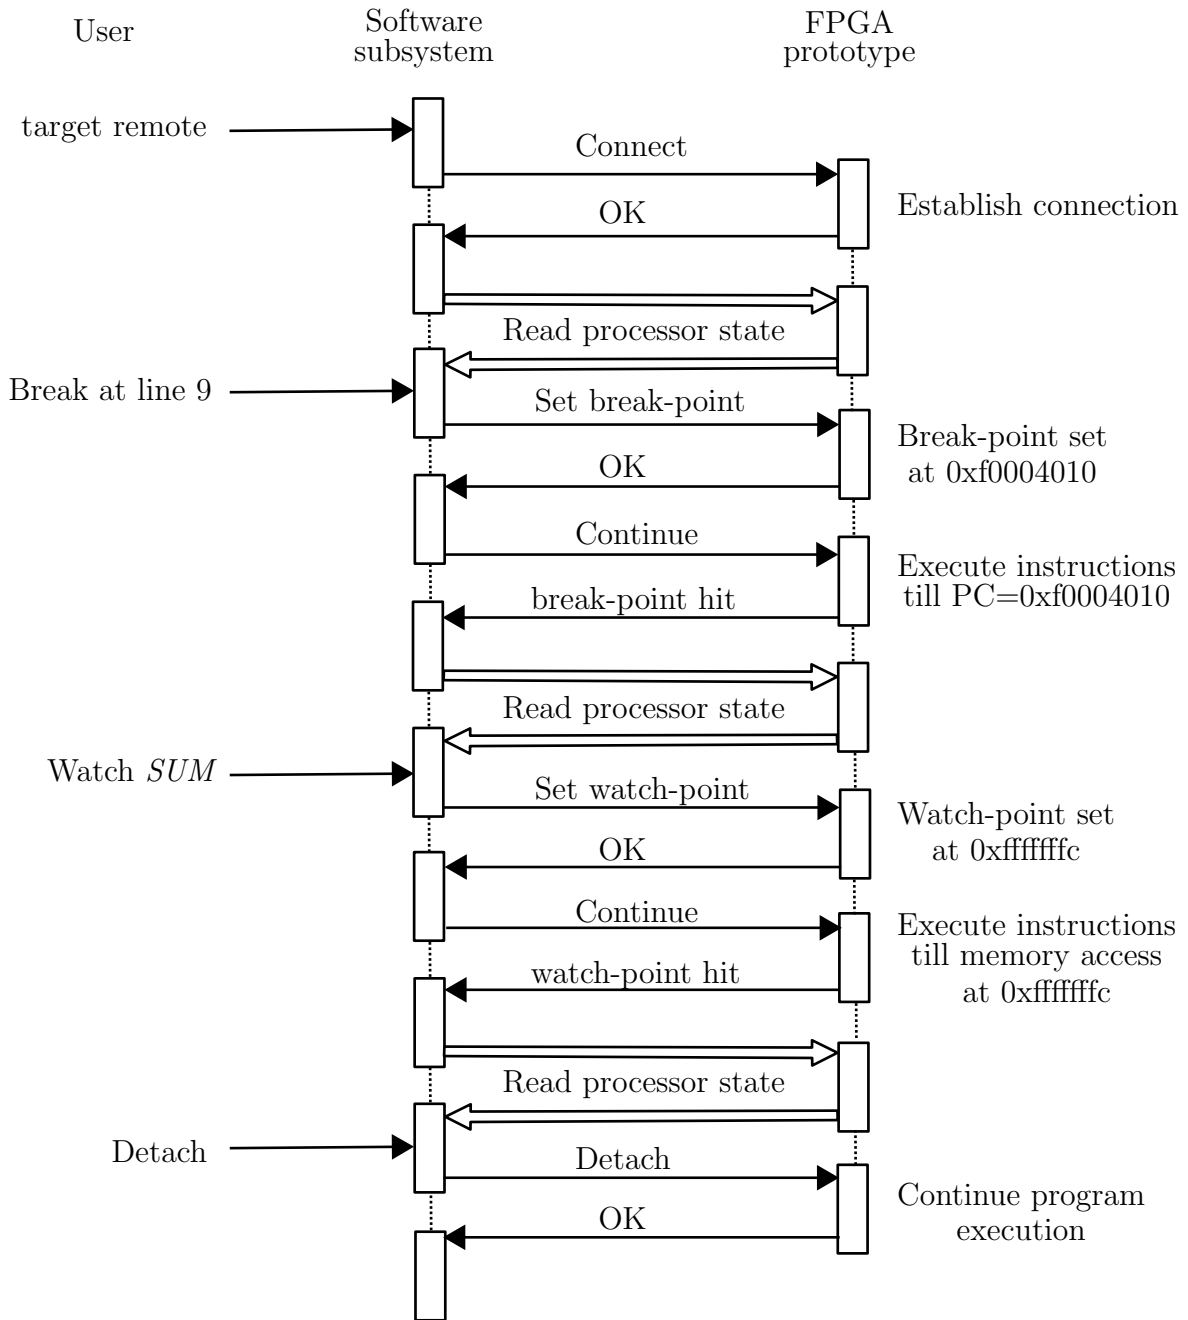 User
Software
subsystem
FPGA
prototype
target remote
Connect
Establish connection
OK
Read processor state
Break at line 9
Set break-point
Break-point set
at 0xf0004010
OK
Continue
Execute instructions
till PC=0xf0004010
break-point hit
Read processor state
Watch SUM
Set watch-point
Watch-point set
at 0xfffffffc
OK
Continue
Execute instructions
till memory access
at 0xfffffffc
watch-point hit
Read processor state
Detach
Detach
Continue program
execution
OK